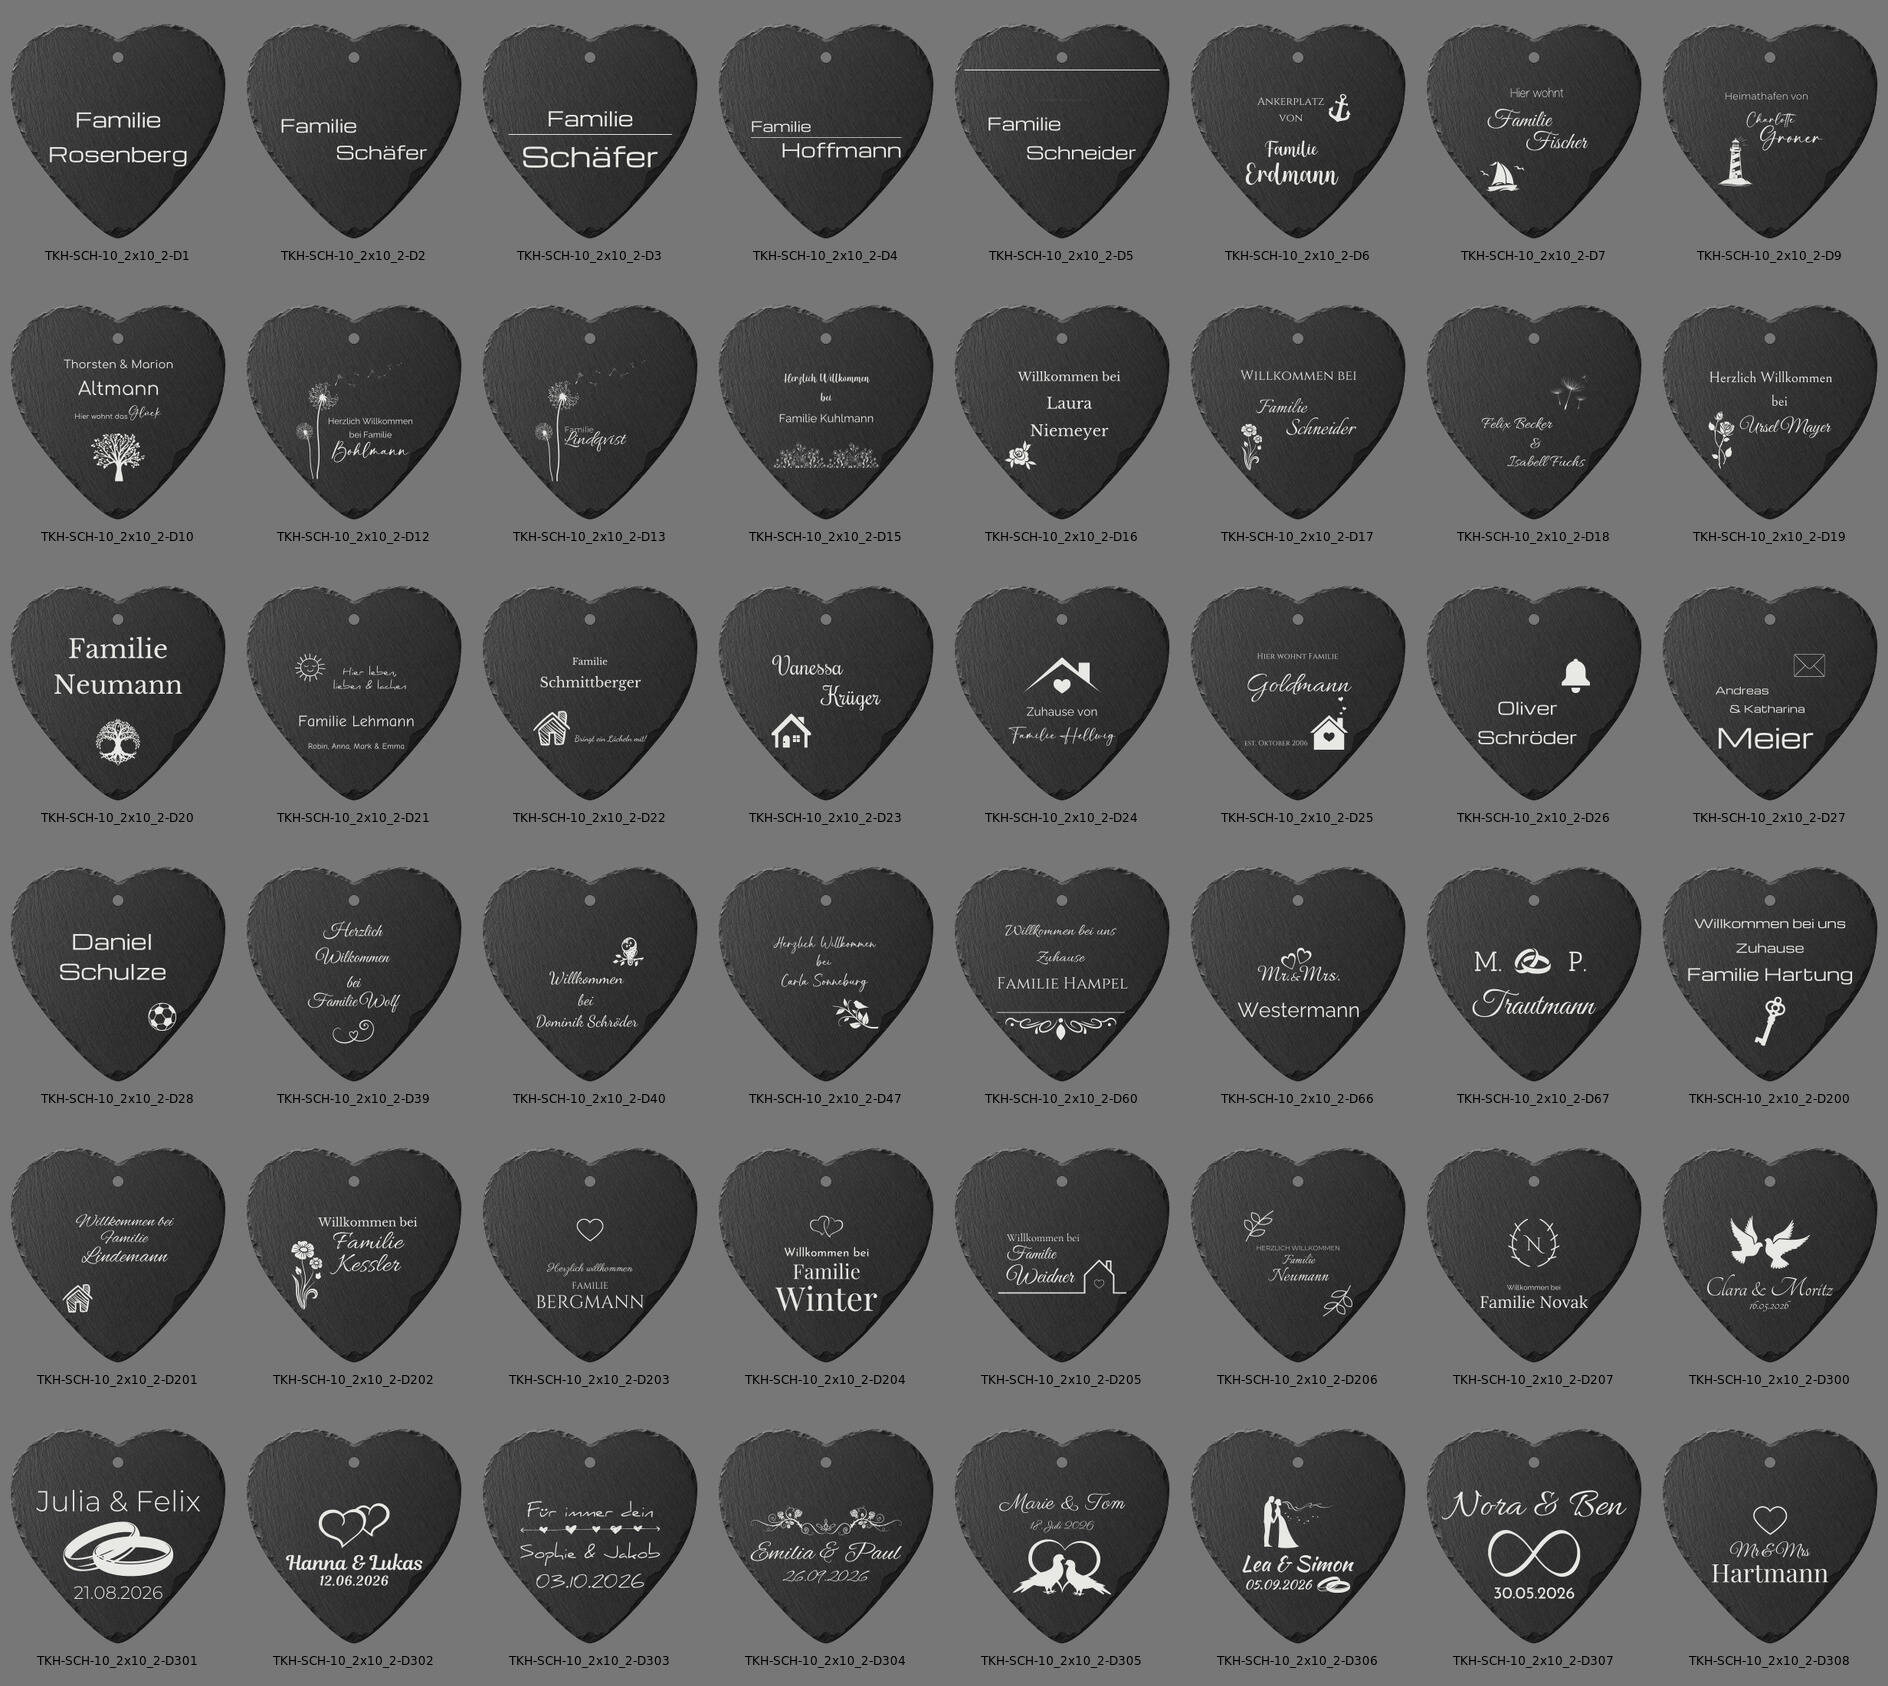 Familie
Rosenberg
TKH-SCH-10_2x10_2-D1
Familie
Schäfer
TKH-SCH-10_2x10_2-D2
Familie
Schäfer
TKH-SCH-10_2x10_2-D3
Familie
Hoffmann
TKH-SCH-10_2x10_2-D4
Familie
Schneider
TKH-SCH-10_2x10_2-D5
Ankerplatz
von
Familie
Erdmann
TKH-SCH-10_2x10_2-D6
Hier wohnt
Familie
Fischer
TKH-SCH-10_2x10_2-D7
Heimathafen von
Charlotte
Groner
TKH-SCH-10_2x10_2-D9
Thorsten & Marion
Altmann
Hier wohnt das Glück
TKH-SCH-10_2x10_2-D10
Herzlich Willkommen
bei Familie
Bohlmann
TKH-SCH-10_2x10_2-D12
Familie
Lindqvist
TKH-SCH-10_2x10_2-D13
Herzlich Willkommen
bei
Familie Kuhlmann
TKH-SCH-10_2x10_2-D15
Willkommen bei
Laura
Niemeyer
TKH-SCH-10_2x10_2-D16
Willkommen bei
Familie
Schneider
TKH-SCH-10_2x10_2-D17
Felix Becker
&
Isabell Fuchs
TKH-SCH-10_2x10_2-D18
Herzlich Willkommen
bei
Ursel Mayer
TKH-SCH-10_2x10_2-D19
Familie
Neumann
TKH-SCH-10_2x10_2-D20
Hier leben,
lieben & lachen
Familie Lehmann
Robin, Anna, Mark & Emma
TKH-SCH-10_2x10_2-D21
Familie
Schmittberger
Bringt ein Lächeln mit!
TKH-SCH-10_2x10_2-D22
Vanessa
Krüger
TKH-SCH-10_2x10_2-D23
Zuhause von
Familie Hellwig
TKH-SCH-10_2x10_2-D24
Hier wohnt Familie
Goldmann
est. Oktober 2006
TKH-SCH-10_2x10_2-D25
Oliver
Schröder
TKH-SCH-10_2x10_2-D26
Andreas
& Katharina
Meier
TKH-SCH-10_2x10_2-D27
Daniel
Schulze
TKH-SCH-10_2x10_2-D28
Herzlich
Wilkommen
bei
Familie Wolf
TKH-SCH-10_2x10_2-D39
Willkommen
bei
Dominik Schröder
TKH-SCH-10_2x10_2-D40
Herzlich Willkommen
bei
Carla Sonneburg
TKH-SCH-10_2x10_2-D47
Willkommen bei uns
Zuhause
Familie Hampel
TKH-SCH-10_2x10_2-D60
Mr. & Mrs.
Westermann
TKH-SCH-10_2x10_2-D66
M. P.
Trautmann
TKH-SCH-10_2x10_2-D67
Willkommen bei uns
Zuhause
Familie Hartung
TKH-SCH-10_2x10_2-D200
Willkommen bei
Familie
Lindemann
TKH-SCH-10_2x10_2-D201
Willkommen bei
Familie
Kessler
TKH-SCH-10_2x10_2-D202
Herzlich willkommen
FAMILIE
BERGMANN
TKH-SCH-10_2x10_2-D203
Willkommen bei
Familie
Winter
TKH-SCH-10_2x10_2-D204
Willkommen bei
Familie
Weidner
TKH-SCH-10_2x10_2-D205
HERZLICH WILLKOMMEN
Familie
Neumann
TKH-SCH-10_2x10_2-D206
N
Willkommen bei
Familie Novak
TKH-SCH-10_2x10_2-D207
Clara & Moritz
16.05.2026
TKH-SCH-10_2x10_2-D300
Julia & Felix
21.08.2026
TKH-SCH-10_2x10_2-D301
Hanna & Lukas
12.06.2026
TKH-SCH-10_2x10_2-D302
Für immer dein
Sophie & Jakob
03.10.2026
TKH-SCH-10_2x10_2-D303
Emilia & Paul
26.09.2026
TKH-SCH-10_2x10_2-D304
Marie & Tom
18. Juli 2026
TKH-SCH-10_2x10_2-D305
Lea & Simon
05.09.2026
TKH-SCH-10_2x10_2-D306
Nora & Ben
30.05.2026
TKH-SCH-10_2x10_2-D307
Mr & Mrs
Hartmann
TKH-SCH-10_2x10_2-D308